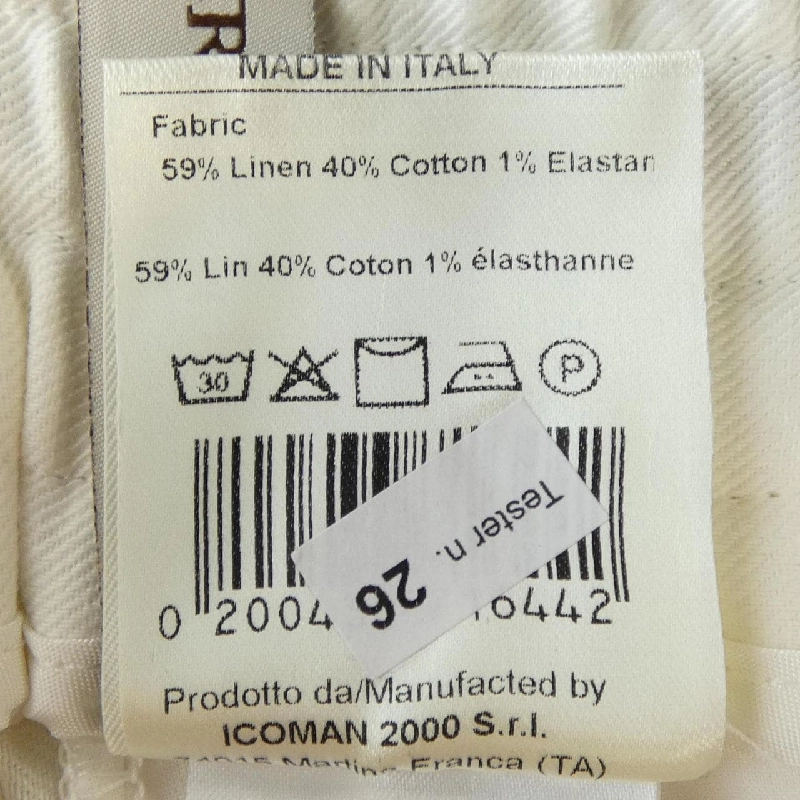 MADE IN ITALY
Fabric
59% Linen 40% Cotton 1% Elastan
59% Lin 40% Coton 1% élasthanne
30
P
Tester n. 26
0 2004 0442
Prodotto da/Manufacted by
ICOMAN 2000 S.r.l.
Martina Franca (TA)